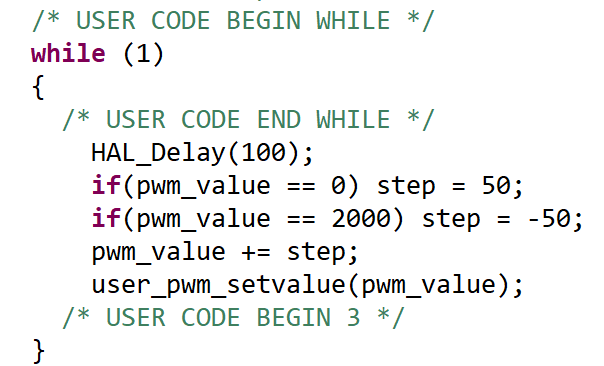 /* USER CODE BEGIN WHILE */
while (1)
{
/* USER CODE END WHILE */
HAL_Delay(100);
if(pwm_value == 0) step = 50;
if(pwm_value == 2000) step = -50;
pwm_value += step;
user_pwm_setvalue(pwm_value);
/* USER CODE BEGIN 3 */
}